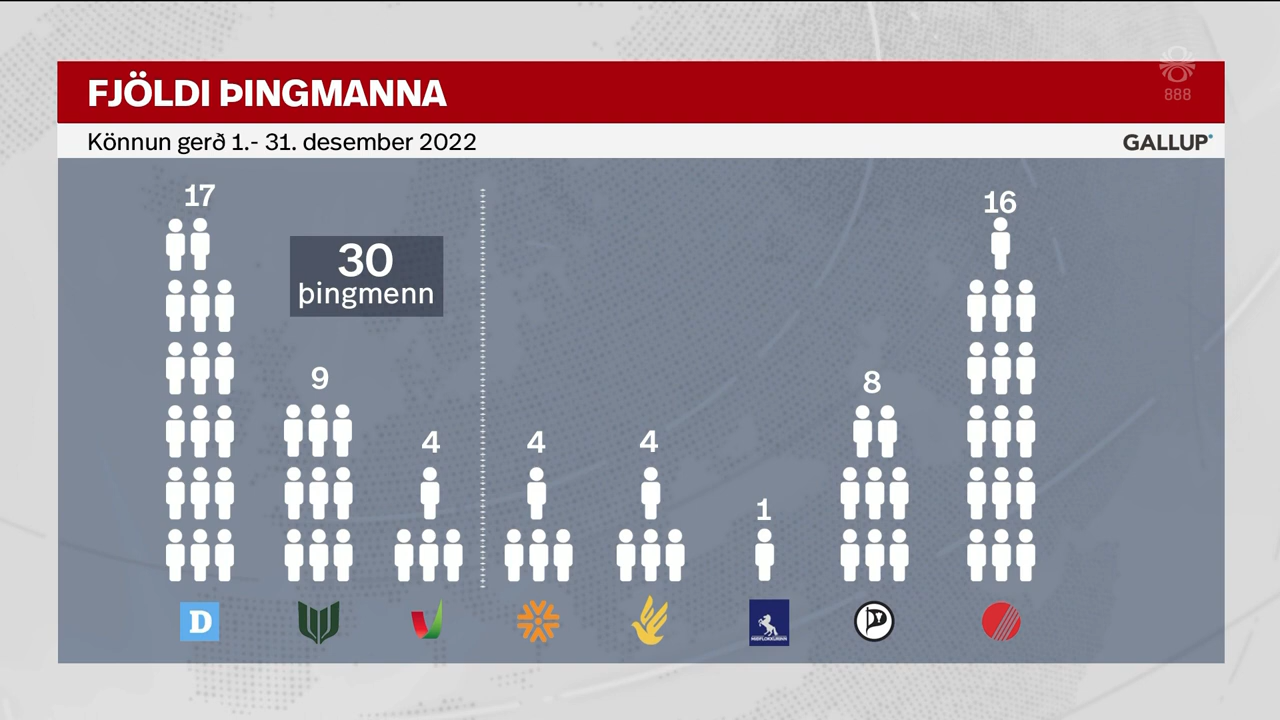 FJÖLDI ÞINGMANNA
888
Könnun gerð 1.- 31. desember 2022
GALLUP
17
30
þingmenn
9
4
4
4
1
8
16
D